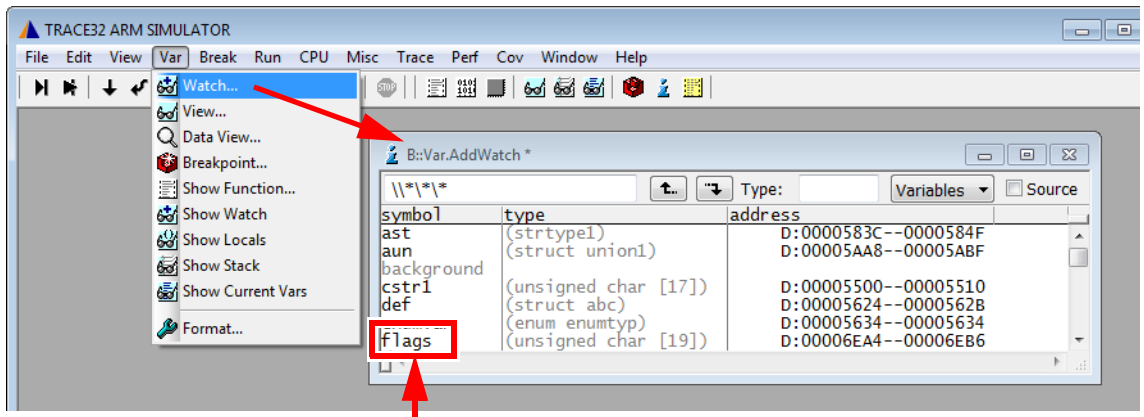 TRACE32 ARM SIMULATOR
File Edit View Var Break Run CPU Misc Trace Perf Cov Window Help
STOP
Watch...
View...
Data View...
Breakpoint...
Show Function...
Show Watch
Show Locals
Show Stack
Show Current Vars
Format...
B::Var.AddWatch *
\\*\*\* Type: Variables Source
symbol type address
ast (strtype1) D:0000583C--0000584F
aun (struct union1) D:00005AA8--00005ABF
background
cstr1 (unsigned char [17]) D:00005500--00005510
def (struct abc) D:00005624--0000562B
(enum enumtyp) D:00005634--00005634
flags (unsigned char [19]) D:00006EA4--00006EB6